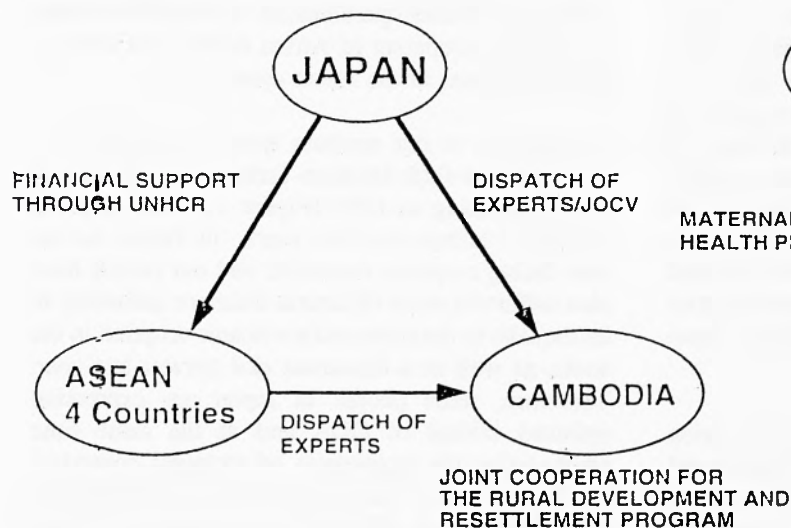 JAPAN
FINANCIAL SUPPORT
THROUGH UNHCR
DISPATCH OF
EXPERTS/JOCV
MATERNAL
HEALTH
ASEAN
4 Countries
DISPATCH OF
EXPERTS
CAMBODIA
JOINT COOPERATION FOR
THE RURAL DEVELOPMENT AND
RESETTLEMENT PROGRAM